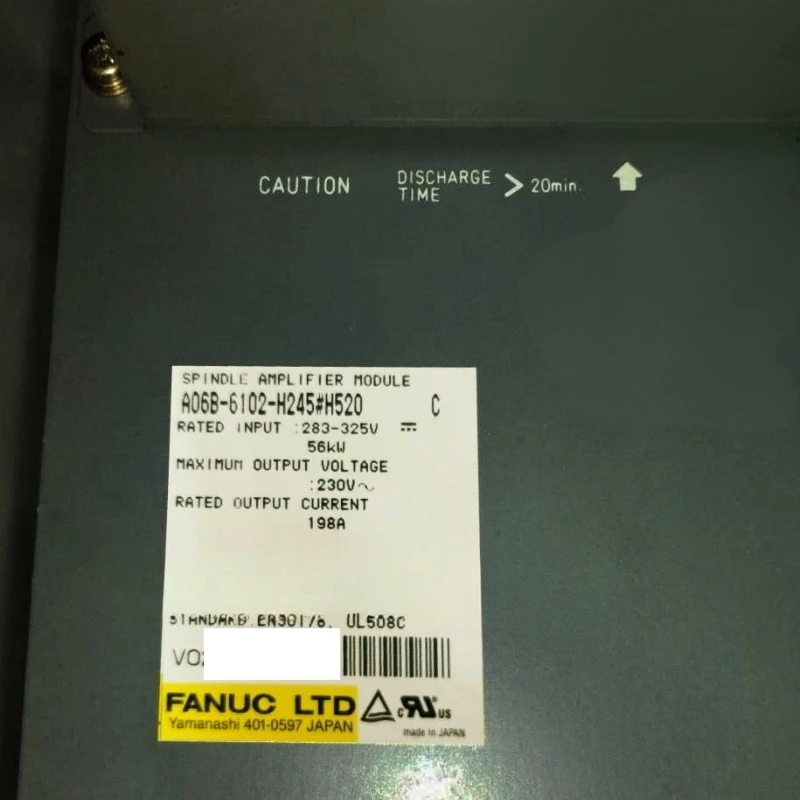 CAUTION DISCHARGE TIME > 20min.
SPINDLE AMPLIFIER MODULE
A06B-6102-H245#H520 C
RATED INPUT :283-325V
56kW
MAXIMUM OUTPUT VOLTAGE
:230V~
RATED OUTPUT CURRENT
198A
UL508C
FANUC LTD
Yamanashi 401-0597 JAPAN
c US
made in JAPAN